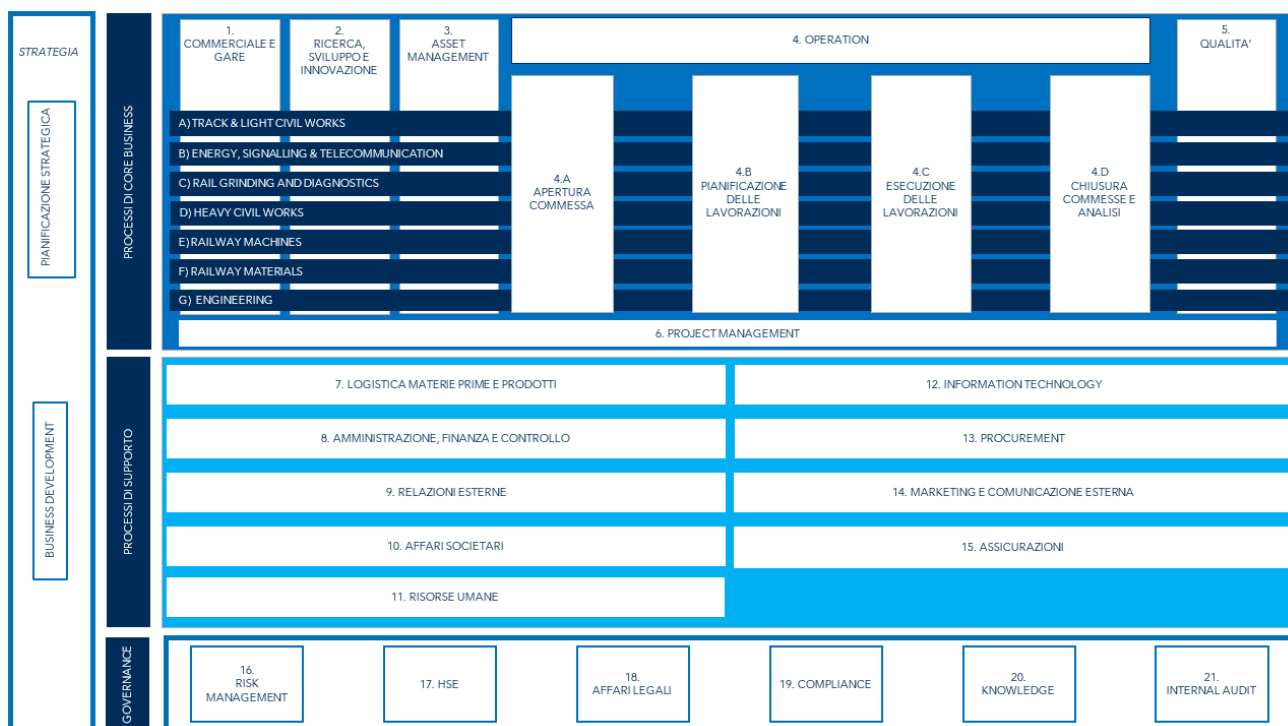 STRATEGIA
PIANIFICAZIONE STRATEGICA
BUSINESS DEVELOPMENT
PROCESSI DI CORE BUSINESS
1.
COMMERCIALE E
GARE
2.
RICERCA,
SVILUPPO E
INNOVAZIONE
3.
ASSET
MANAGEMENT
4. OPERATION
5.
QUALITA'
A) TRACK & LIGHT CIVIL WORKS
B) ENERGY, SIGNALLING & TELECOMMUNICATION
C) RAIL GRINDING AND DIAGNOSTICS
D) HEAVY CIVIL WORKS
E) RAILWAY MACHINES
F) RAILWAY MATERIALS
G) ENGINEERING
4.A
APERTURA
COMMESSA
4.B
PIANIFICAZIONE
DELLE
LAVORAZIONI
4.C
ESECUZIONE
DELLE
LAVORAZIONI
4.D
CHIUSURA
COMMESSE E
ANALISI
6. PROJECT MANAGEMENT
PROCESSI DI SUPPORTO
7. LOGISTICA MATERIE PRIME E PRODOTTI
8. AMMINISTRAZIONE, FINANZA E CONTROLLO
9. RELAZIONI ESTERNE
10. AFFARI SOCIETARI
11. RISORSE UMANE
12. INFORMATION TECHNOLOGY
13. PROCUREMENT
14. MARKETING E COMUNICAZIONE ESTERNA
15. ASSICURAZIONI
GOVERNANCE
16.
RISK
MANAGEMENT
17. HSE
18.
AFFARI LEGALI
19. COMPLIANCE
20.
KNOWLEDGE
21.
INTERNAL AUDIT